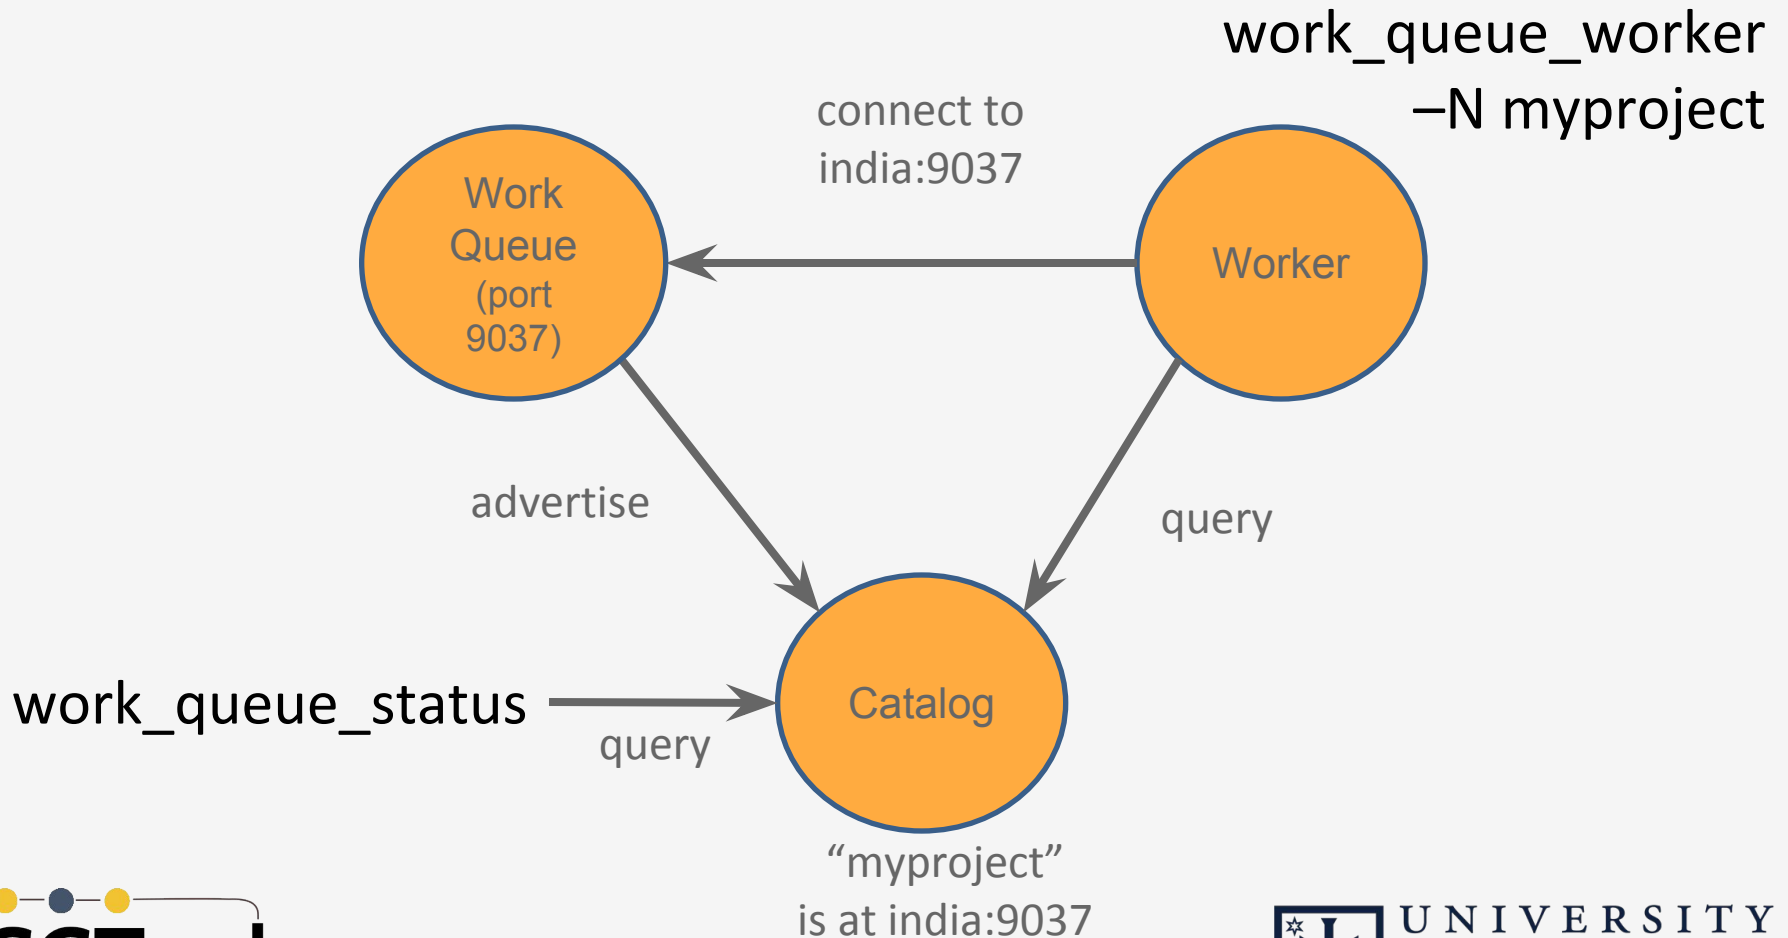 work_queue_worker
–N myproject
connect to
india:9037
Work
Queue
(port
9037)
Worker
advertise
query
work_queue_status
query
Catalog
“myproject”
is at india:9037
UNIVERSITY